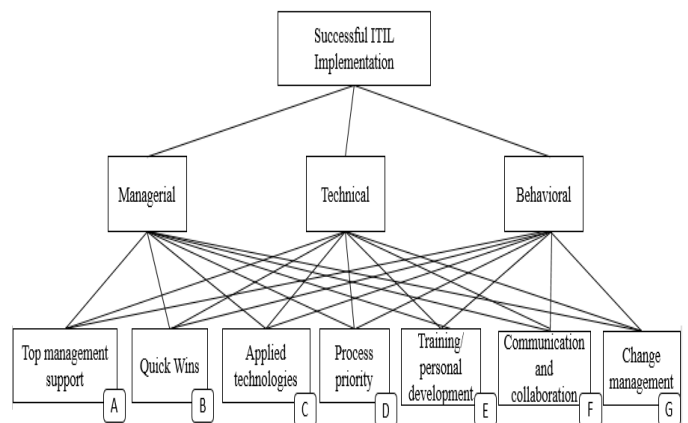 Successful ITIL
Implementation
Managerial
Technical
Behavioral
Top management
support
A
Quick Wins
B
Applied
technologies
C
Process
priority
D
Training/
personal
development
E
Communication
and
collaboration
F
Change
management
G